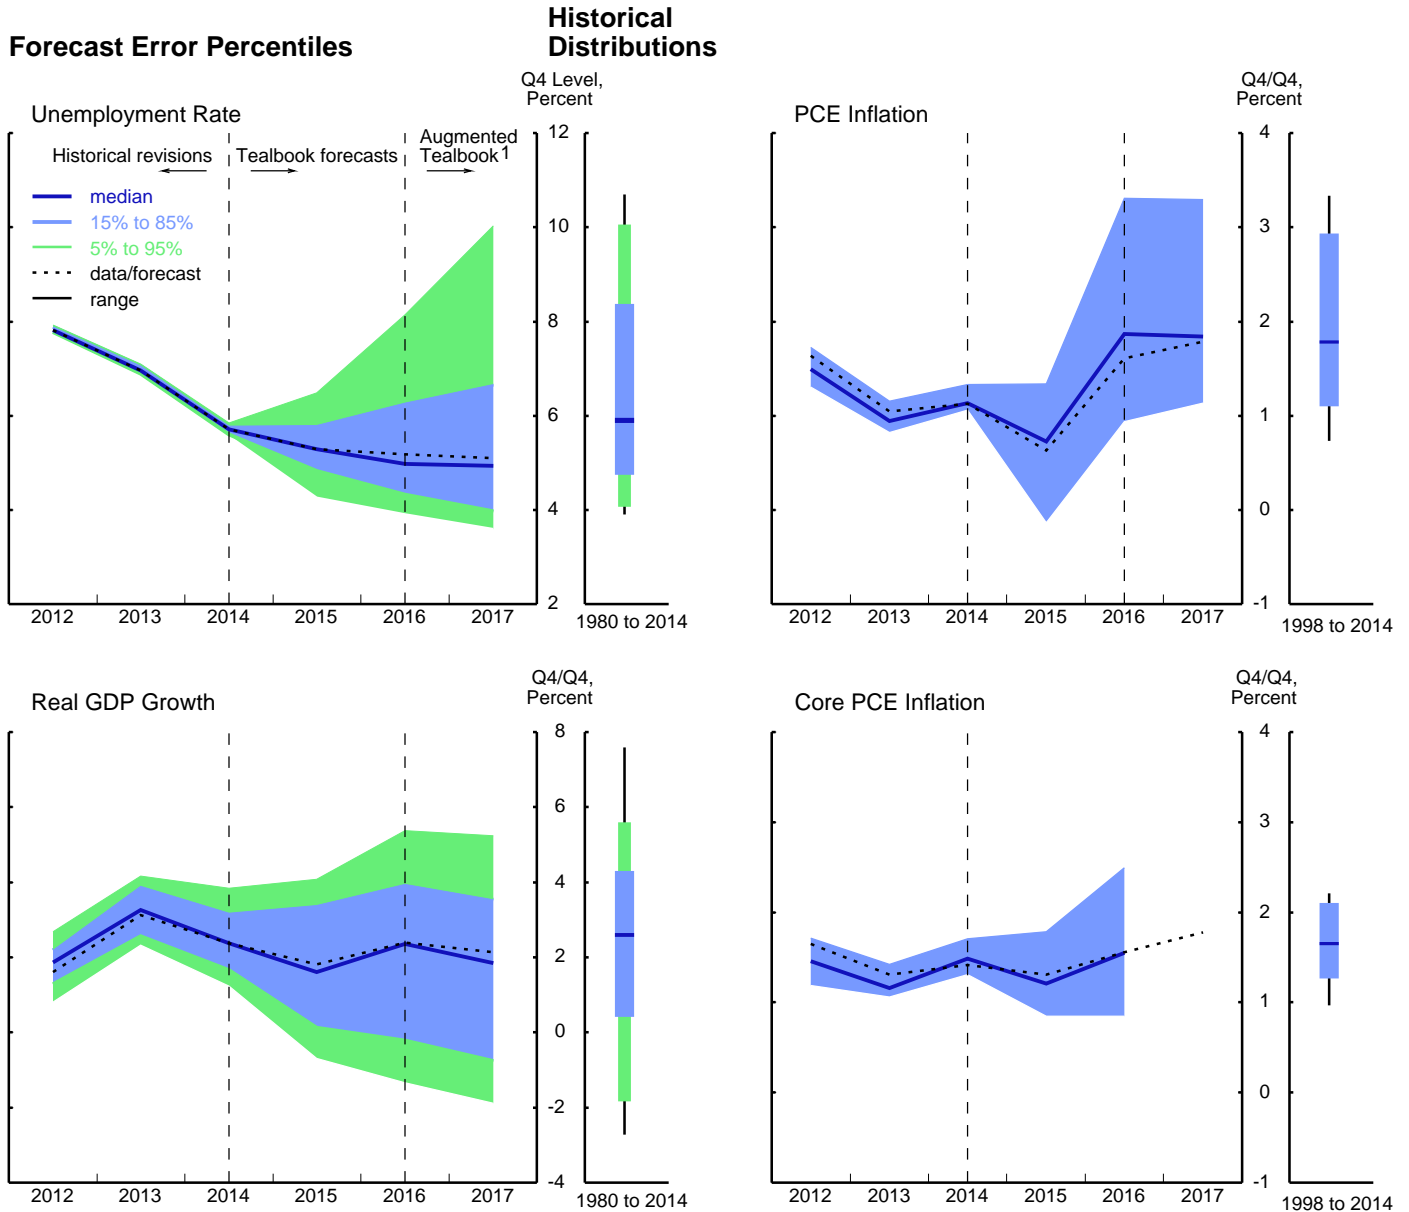 Forecast Error Percentiles
Historical
Distributions
Unemployment Rate
Q4 Level,
Percent
Historical revisions
Tealbook forecasts
Augmented
Tealbook1
median
15% to 85%
5% to 95%
data/forecast
range
12
10
8
6
4
2
2012 2013 2014 2015 2016 2017
1980 to 2014
PCE Inflation
Q4/Q4,
Percent
4
3
2
1
0
-1
2012 2013 2014 2015 2016 2017
1998 to 2014
Real GDP Growth
Q4/Q4,
Percent
8
6
4
2
0
-2
-4
2012 2013 2014 2015 2016 2017
1980 to 2014
Core PCE Inflation
Q4/Q4,
Percent
4
3
2
1
0
-1
2012 2013 2014 2015 2016 2017
1998 to 2014